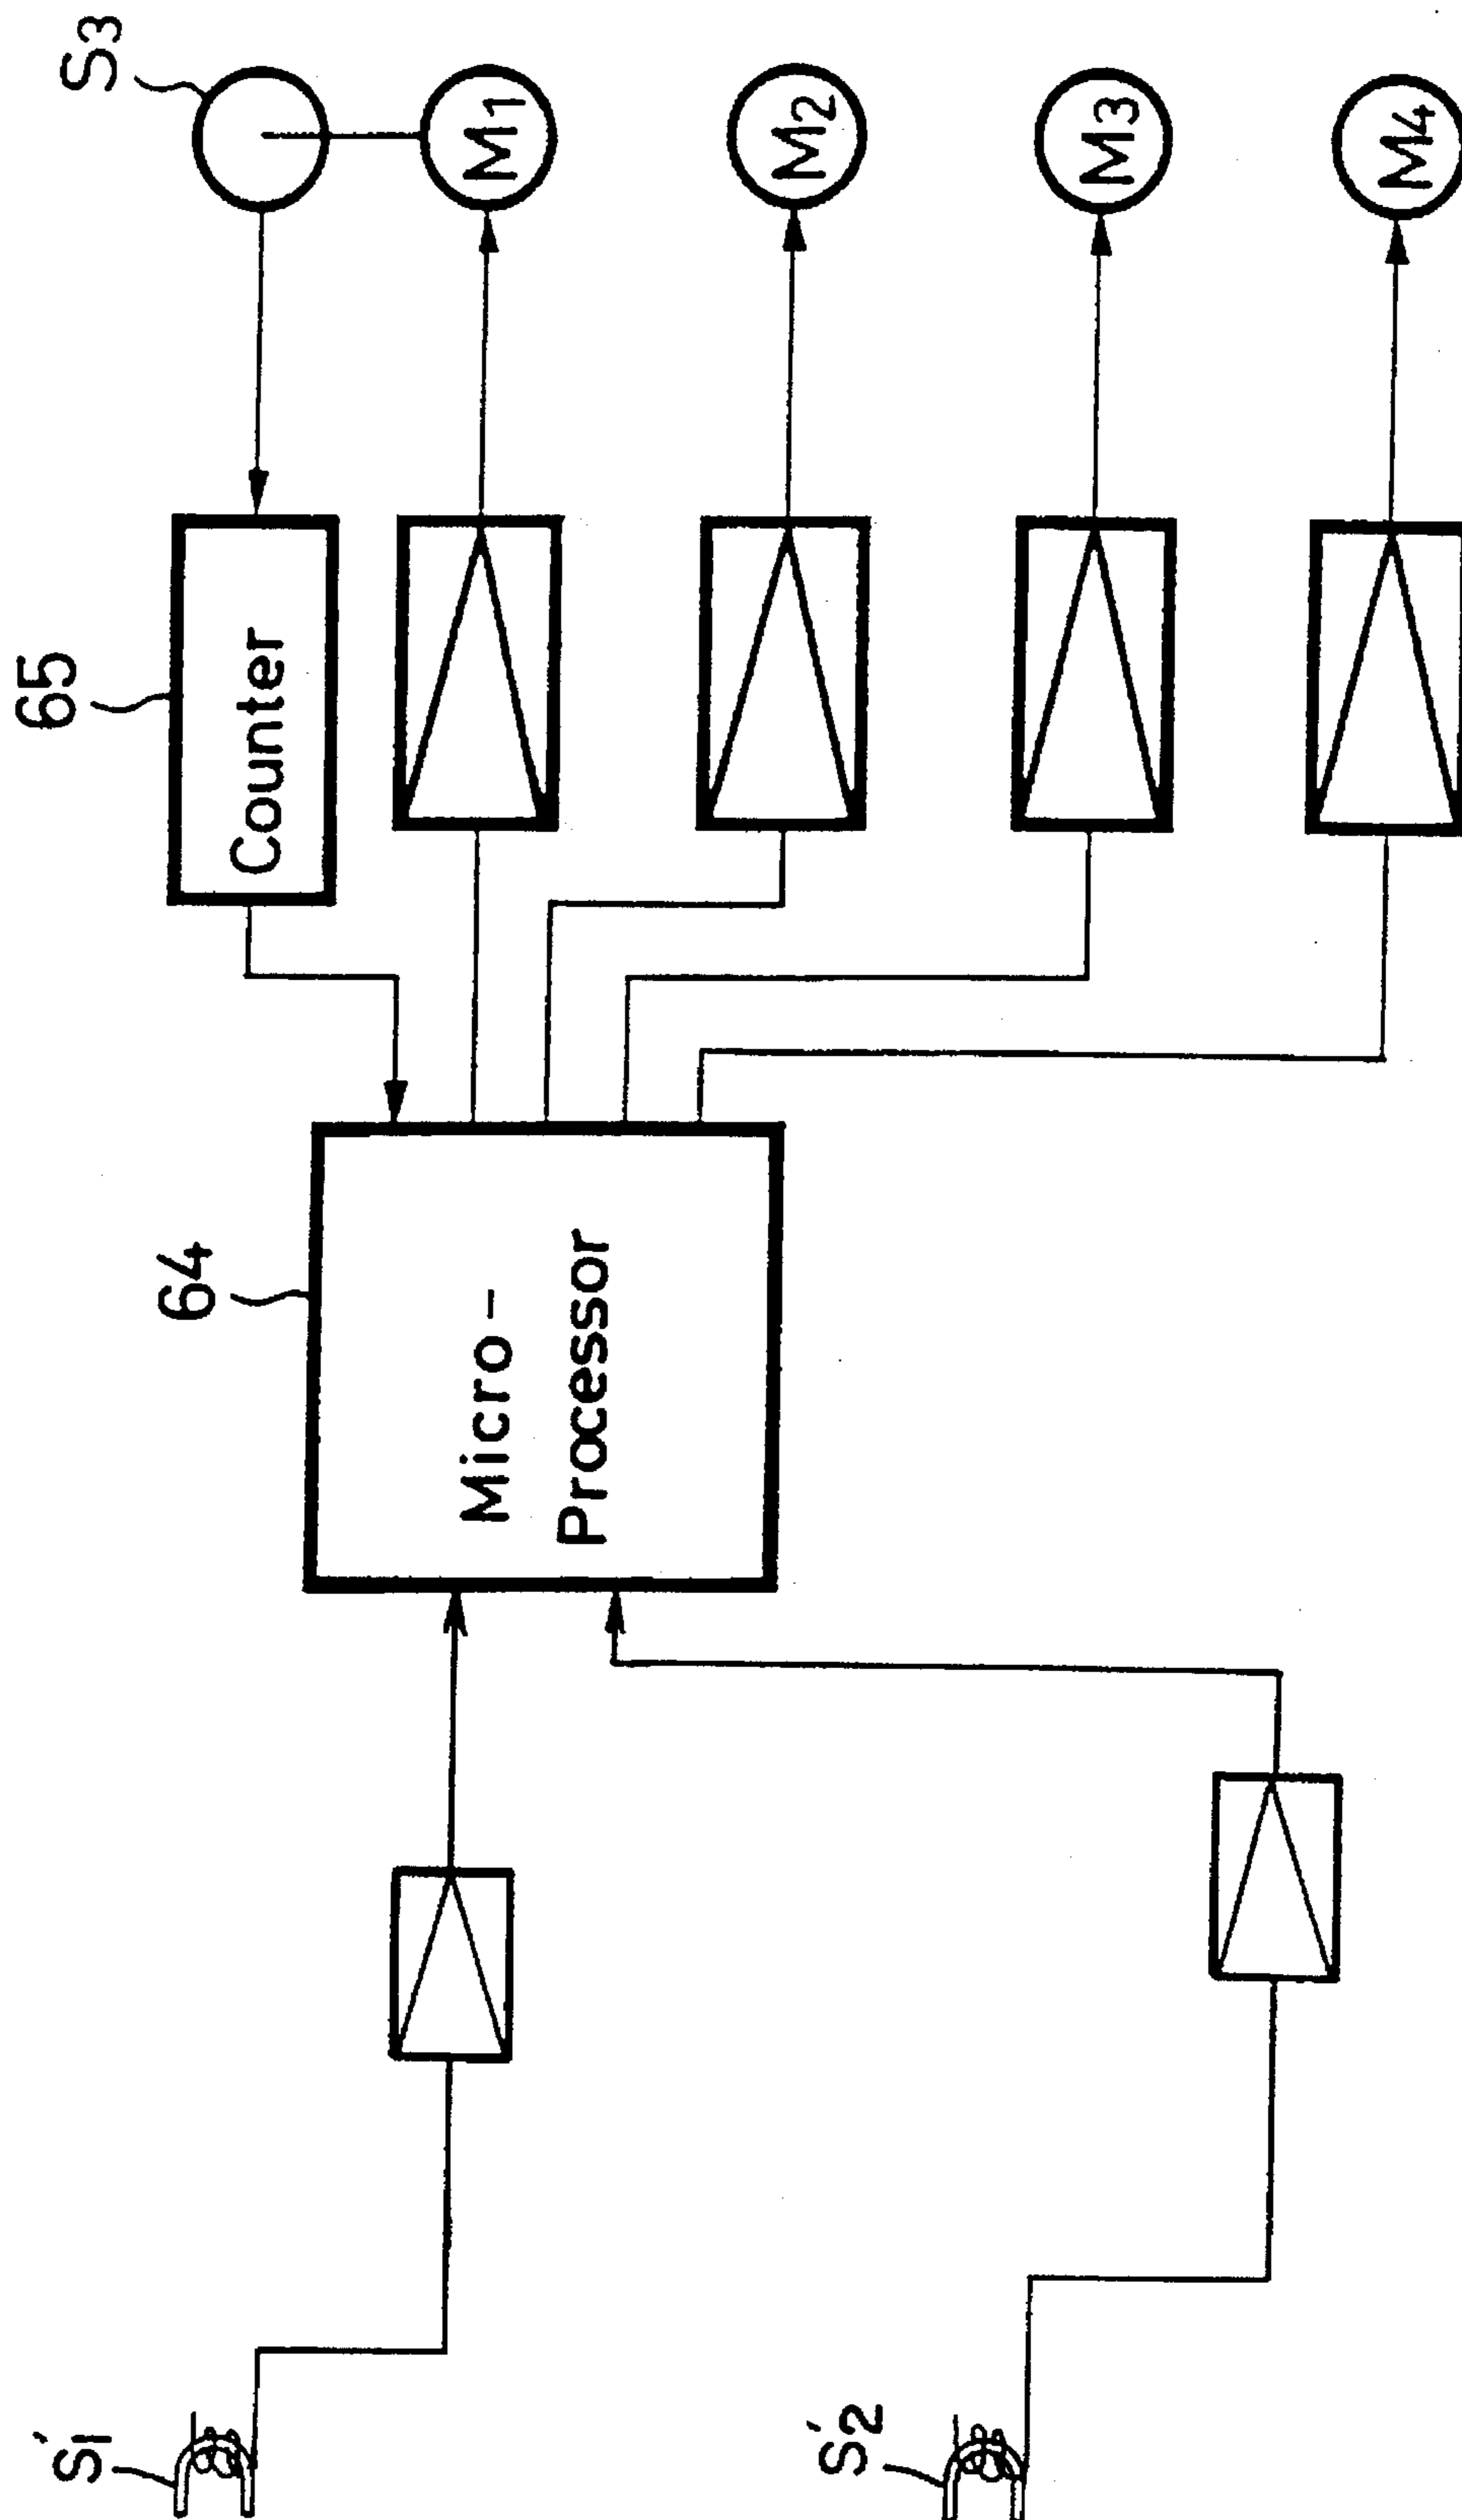 S3
M1
M2
M3
M4
65
Counter
64
Micro-
Processor
S1'
S2'